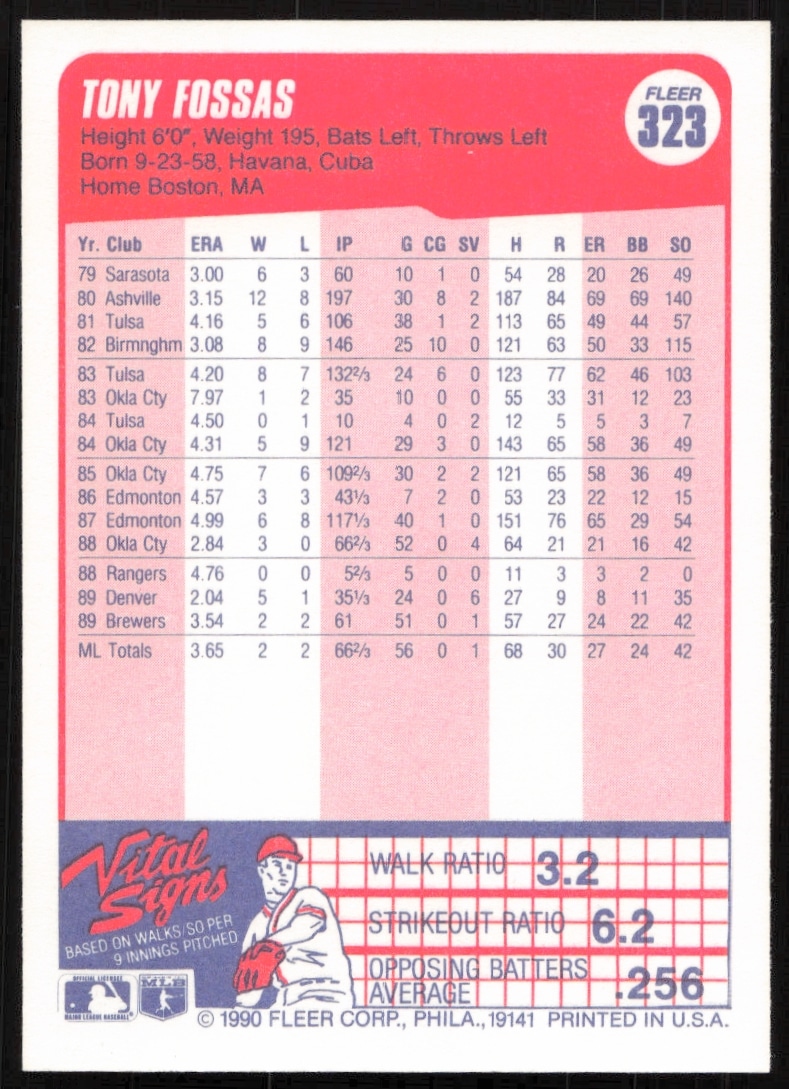 TONY FOSSAS
FLEER
323
Height 6'0", Weight 195, Bats Left, Throws Left
Born 9-23-58, Havana, Cuba
Home Boston, MA
Yr. Club ERA W L IP G CG SV H R ER BB SO
79 Sarasota 3.00 6 3 60 10 1 0 54 28 20 26 49
80 Ashville 3.15 12 8 197 30 8 2 187 84 69 69 140
81 Tulsa 4.16 5 6 106 38 1 2 113 65 49 44 57
82 Birmnghm 3.08 8 9 146 25 10 0 121 63 50 33 115
83 Tulsa 4.20 8 7 1322/3 24 6 0 123 77 62 46 103
83 Okla Cty 7.97 1 2 35 10 0 0 55 33 31 12 23
84 Tulsa 4.50 0 1 10 4 0 2 12 5 5 3 7
84 Okla Cty 4.31 5 9 121 29 3 0 143 65 58 36 49
85 Okla Cty 4.75 7 6 1092/3 30 2 2 121 65 58 36 49
86 Edmonton 4.57 3 3 431/3 7 2 0 53 23 22 12 15
87 Edmonton 4.99 6 8 1171/3 40 1 0 151 76 65 29 54
88 Okla Cty 2.84 3 0 662/3 52 0 4 64 21 21 16 42
88 Rangers 4.76 0 0 52/3 5 0 0 11 3 3 2 0
89 Denver 2.04 5 1 351/3 24 0 6 27 9 8 11 35
89 Brewers 3.54 2 2 61 51 0 1 57 27 24 22 42
ML Totals 3.65 2 2 662/3 56 0 1 68 30 27 24 42
Vital
Signs
BASED ON WALKS/SO PER
9 INNINGS PITCHED
WALK RATIO 3.2
STRIKEOUT RATIO 6.2
OPPOSING BATTERS
AVERAGE .256
OFFICIAL LICENSEE
MAJOR LEAGUE BASEBALL
MLB
© 1990 FLEER CORP., PHILA., 19141 PRINTED IN U.S.A.